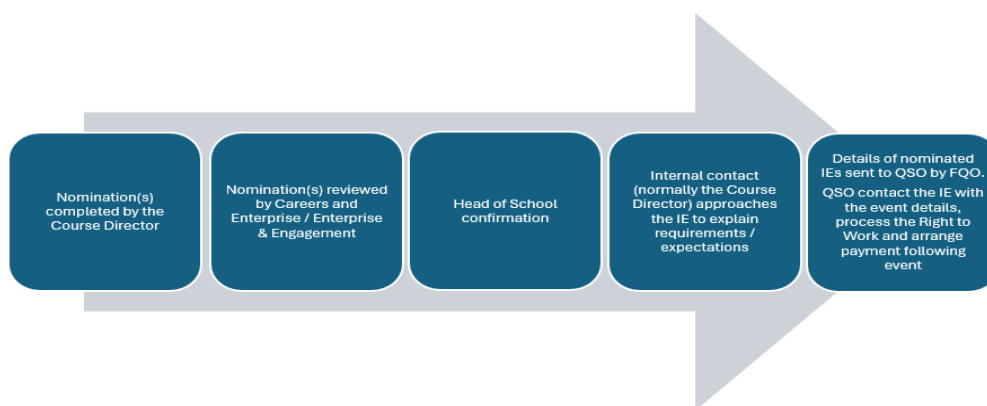 Nomination(s)
completed by the
Course Director
Nomination(s) reviewed
by Careers and
Enterprise / Enterprise
& Engagement
Head of School
confirmation
Internal contact
(normally the Course
Director) approaches
the IE to explain
requirements /
expectations
Details of nominated
IEs sent to QSO by FQO.
QSO contact the IE with
the event details,
process the Right to
Work and arrange
payment following
event